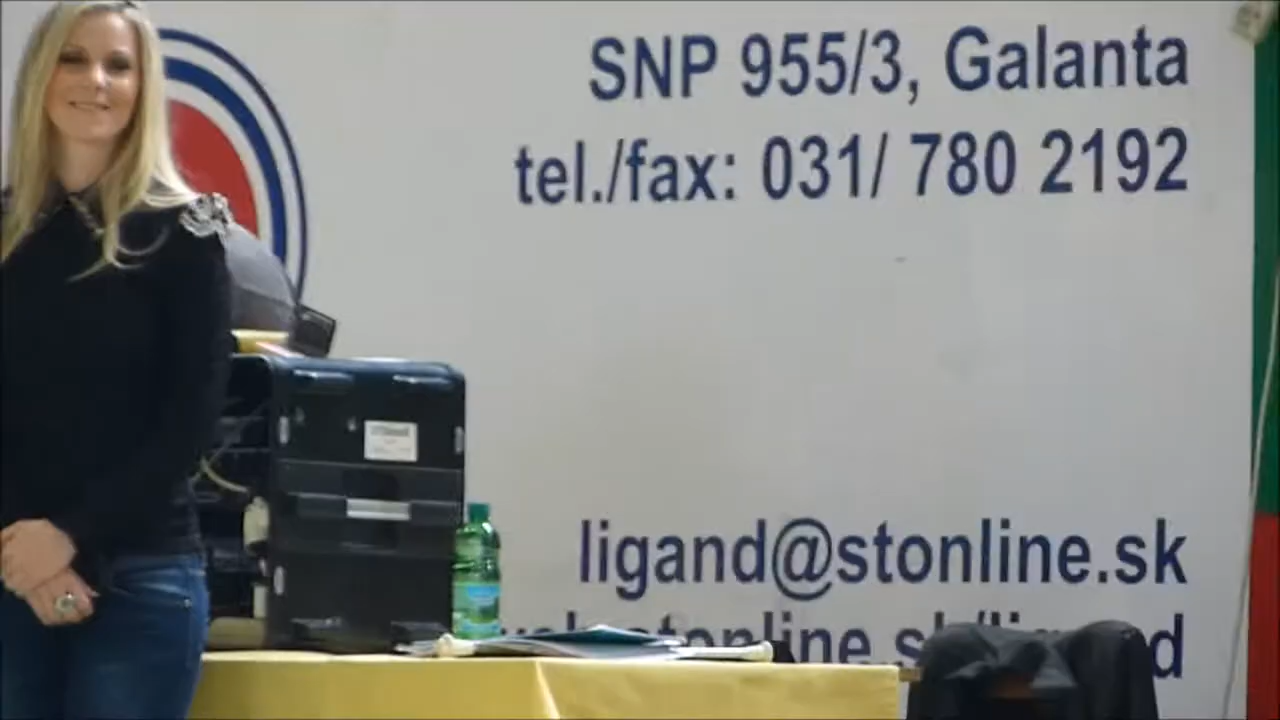 SNP 955/3, Galanta
tel./fax: 031/ 780 2192
ligand@stonline.sk